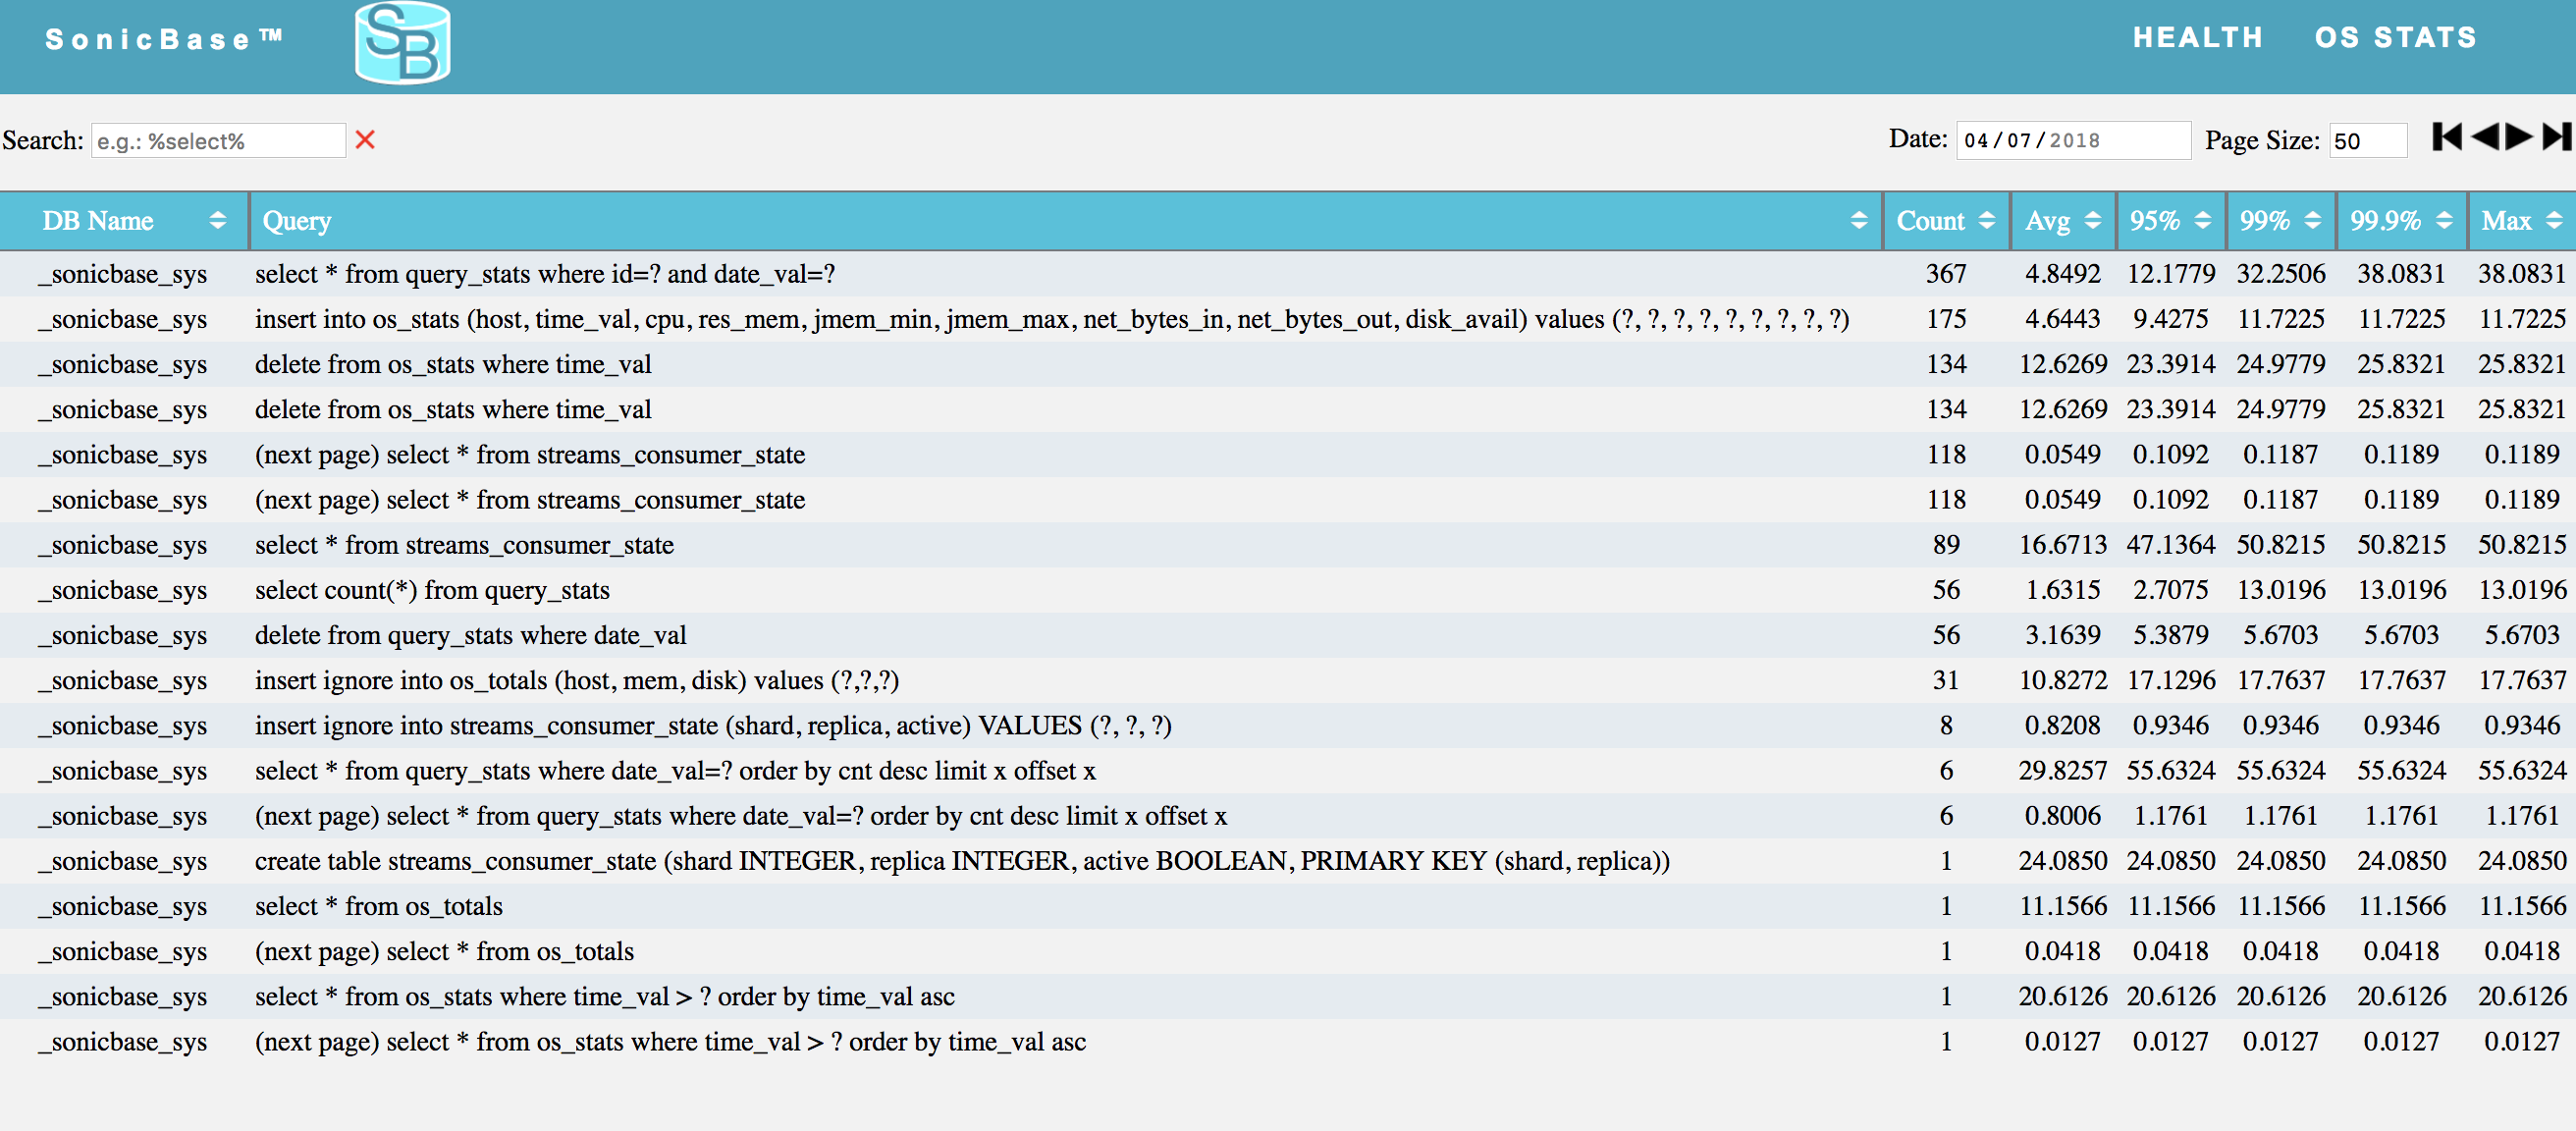 SonicBase™ SB HEALTH OS STATS
Search: e.g.: %select% Date: 04/07/2018 Page Size: 50
DB Name Query Count Avg 95% 99% 99.9% Max
_sonicbase_sys select * from query_stats where id=? and date_val=? 367 4.8492 12.1779 32.2506 38.0831 38.0831
_sonicbase_sys insert into os_stats (host, time_val, cpu, res_mem, jmem_min, jmem_max, net_bytes_in, net_bytes_out, disk_avail) values (?, ?, ?, ?, ?, ?, ?, ?, ?) 175 4.6443 9.4275 11.7225 11.7225 11.7225
_sonicbase_sys delete from os_stats where time_val 134 12.6269 23.3914 24.9779 25.8321 25.8321
_sonicbase_sys delete from os_stats where time_val 134 12.6269 23.3914 24.9779 25.8321 25.8321
_sonicbase_sys (next page) select * from streams_consumer_state 118 0.0549 0.1092 0.1187 0.1189 0.1189
_sonicbase_sys (next page) select * from streams_consumer_state 118 0.0549 0.1092 0.1187 0.1189 0.1189
_sonicbase_sys select * from streams_consumer_state 89 16.6713 47.1364 50.8215 50.8215 50.8215
_sonicbase_sys select count(*) from query_stats 56 1.6315 2.7075 13.0196 13.0196 13.0196
_sonicbase_sys delete from query_stats where date_val 56 3.1639 5.3879 5.6703 5.6703 5.6703
_sonicbase_sys insert ignore into os_totals (host, mem, disk) values (?,?,?) 31 10.8272 17.1296 17.7637 17.7637 17.7637
_sonicbase_sys insert ignore into streams_consumer_state (shard, replica, active) VALUES (?, ?, ?) 8 0.8208 0.9346 0.9346 0.9346 0.9346
_sonicbase_sys select * from query_stats where date_val=? order by cnt desc limit x offset x 6 29.8257 55.6324 55.6324 55.6324 55.6324
_sonicbase_sys (next page) select * from query_stats where date_val=? order by cnt desc limit x offset x 6 0.8006 1.1761 1.1761 1.1761 1.1761
_sonicbase_sys create table streams_consumer_state (shard INTEGER, replica INTEGER, active BOOLEAN, PRIMARY KEY (shard, replica)) 1 24.0850 24.0850 24.0850 24.0850 24.0850
_sonicbase_sys select * from os_totals 1 11.1566 11.1566 11.1566 11.1566 11.1566
_sonicbase_sys (next page) select * from os_totals 1 0.0418 0.0418 0.0418 0.0418 0.0418
_sonicbase_sys select * from os_stats where time_val > ? order by time_val asc 1 20.6126 20.6126 20.6126 20.6126 20.6126
_sonicbase_sys (next page) select * from os_stats where time_val > ? order by time_val asc 1 0.0127 0.0127 0.0127 0.0127 0.0127